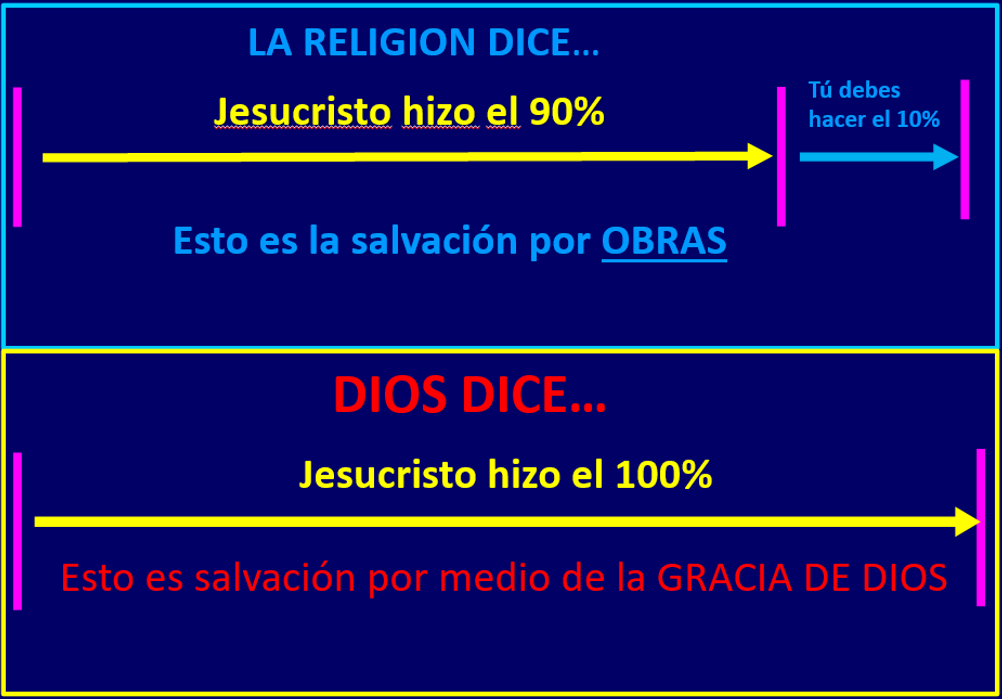 LA RELIGION DICE...
Jesucristo hizo el 90%
Tú debes
hacer el 10%
Esto es la salvación por OBRAS
DIOS DICE...
Jesucristo hizo el 100%
Esto es salvación por medio de la GRACIA DE DIOS